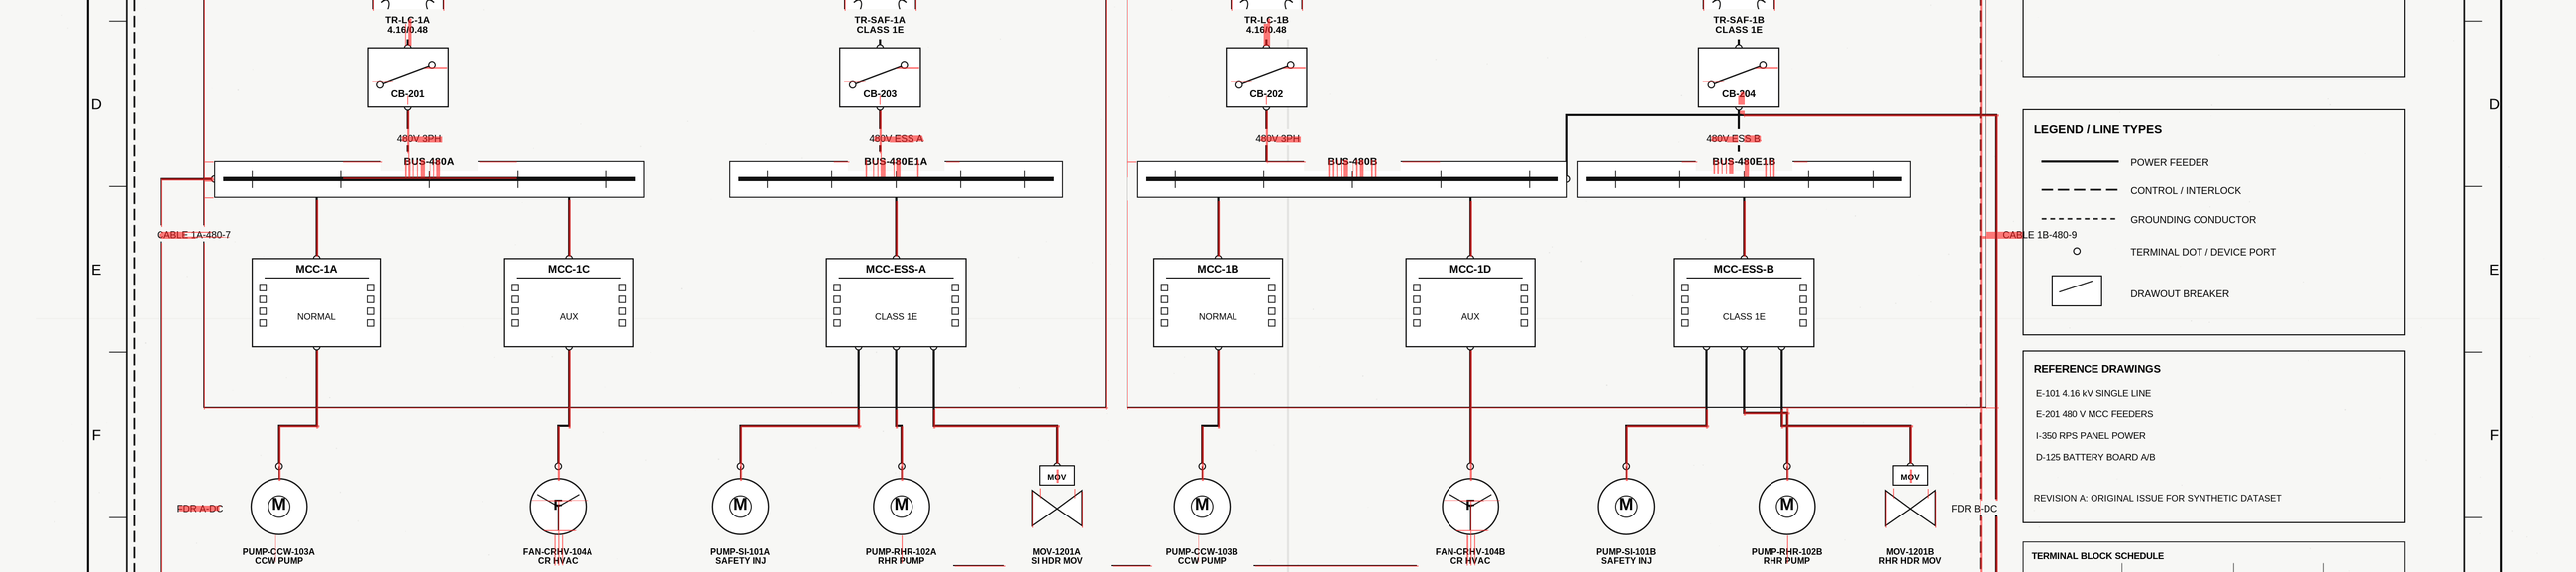 TR-LC-1A
4.16/0.48
TR-SAF-1A
CLASS 1E
TR-LC-1B
4.16/0.48
TR-SAF-1B
CLASS 1E
D
CB-201
CB-203
CB-202
CB-204
D
480V 3PH
480V ESS A
480V 3PH
480V ESS B
BUS-480A
BUS-480E1A
BUS-480B
BUS-480E1B
LEGEND / LINE TYPES
POWER FEEDER
CONTROL / INTERLOCK
GROUNDING CONDUCTOR
TERMINAL DOT / DEVICE PORT
DRAWOUT BREAKER
CABLE 1A-480-7
CABLE 1B-480-9
E
MCC-1A
NORMAL
MCC-1C
AUX
MCC-ESS-A
CLASS 1E
MCC-1B
NORMAL
MCC-1D
AUX
MCC-ESS-B
CLASS 1E
E
REFERENCE DRAWINGS
E-101 4.16 kV SINGLE LINE
E-201 480 V MCC FEEDERS
I-350 RPS PANEL POWER
D-125 BATTERY BOARD A/B
REVISION A: ORIGINAL ISSUE FOR SYNTHETIC DATASET
F
F
FDR A-DC
M
F
M
M
MOV
M
F
M
M
MOV
FDR B-DC
PUMP-CCW-103A
CCW PUMP
FAN-CRHV-104A
CR HVAC
PUMP-SI-101A
SAFETY INJ
PUMP-RHR-102A
RHR PUMP
MOV-1201A
SI HDR MOV
PUMP-CCW-103B
CCW PUMP
FAN-CRHV-104B
CR HVAC
PUMP-SI-101B
SAFETY INJ
PUMP-RHR-102B
RHR PUMP
MOV-1201B
RHR HDR MOV
TERMINAL BLOCK SCHEDULE